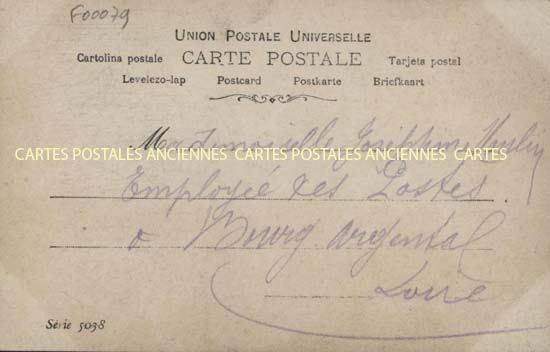 F00079
UNION POSTALE UNIVERSELLE
Cartolina postale CARTE POSTALE Tarjeta postal
Levelezo-lap Postcard Postkarte Briefkaart
Mademoiselle Joséphine
CARTES POSTALES ANCIENNES CARTES POSTALES ANCIENNES CARTES
Employée des Postes
à Bourg Argental
Loire
Série 5038